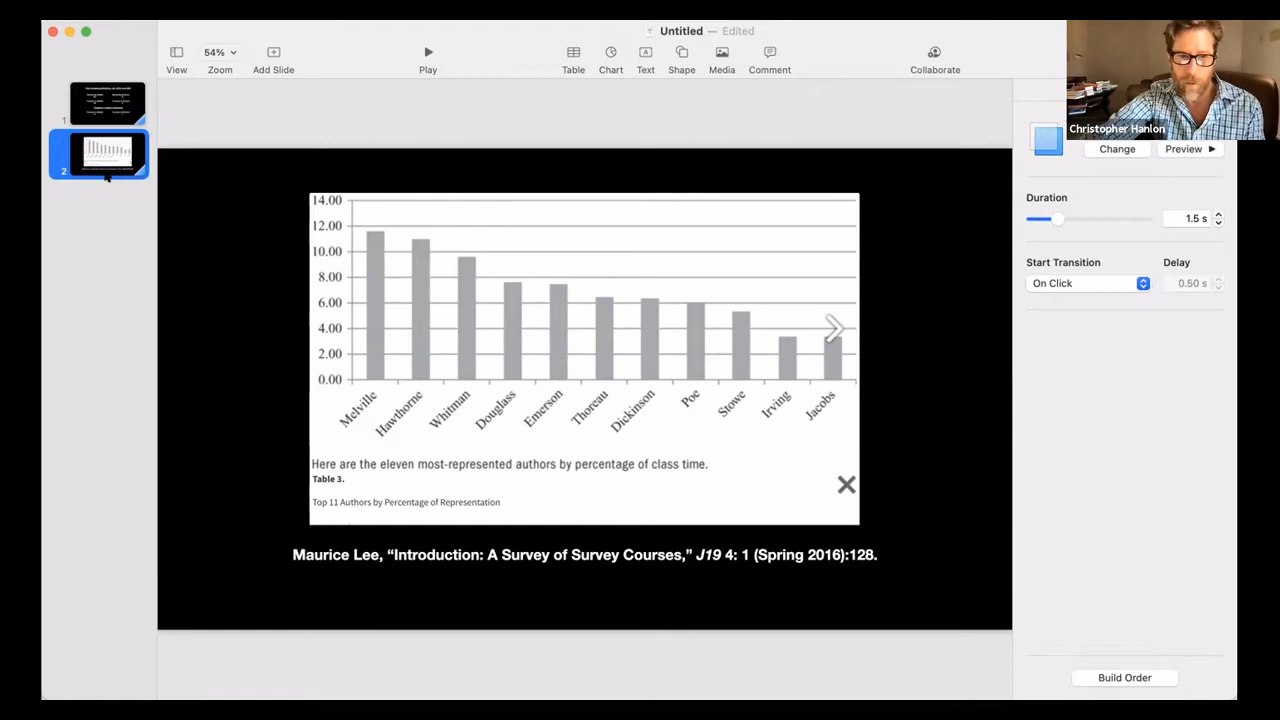 Untitled — Edited
54%
View
Zoom
Add Slide
Play
Table
Chart
Text
Shape
Media
Comment
Collaborate
Christopher Hanlon
1
2
Change
Preview
Duration
1.5 s
Start Transition
Delay
On Click
0.50 s
14.00
12.00
10.00
8.00
6.00
4.00
2.00
0.00
Melville
Hawthorne
Whitman
Douglass
Emerson
Thoreau
Dickinson
Poe
Stowe
Irving
Jacobs
Here are the eleven most-represented authors by percentage of class time.
Table 3.
Top 11 Authors by Percentage of Representation
Maurice Lee, “Introduction: A Survey of Survey Courses,” J19 4: 1 (Spring 2016):128.
Build Order